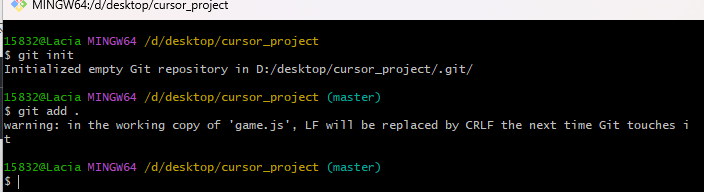 MINGW64:/d/desktop/cursor_project
15832@Lacia MINGW64 /d/desktop/cursor_project
$ git init
Initialized empty Git repository in D:/desktop/cursor_project/.git/
15832@Lacia MINGW64 /d/desktop/cursor_project (master)
$ git add .
warning: in the working copy of 'game.js', LF will be replaced by CRLF the next time Git touches i
t
15832@Lacia MINGW64 /d/desktop/cursor_project (master)
$